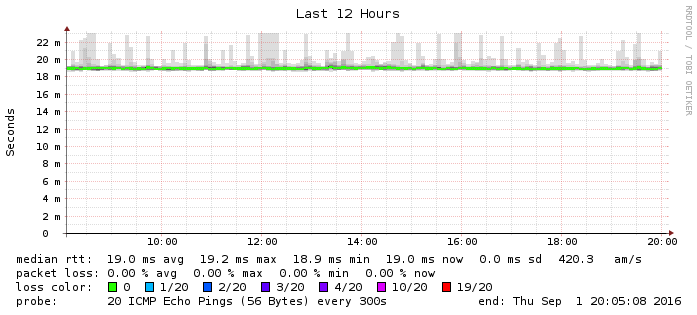 Last 12 Hours
RRDTOOL / TOBI OETIKER
Seconds
22 m
20 m
18 m
16 m
14 m
12 m
10 m
8 m
6 m
4 m
2 m
0
10:00 12:00 14:00 16:00 18:00 20:00
median rtt: 19.0 ms avg 19.2 ms max 18.9 ms min 19.0 ms now 0.0 ms sd 420.3 am/s
packet loss: 0.00 % avg 0.00 % max 0.00 % min 0.00 % now
loss color: 0 1/20 2/20 3/20 4/20 10/20 19/20
probe: 20 ICMP Echo Pings (56 Bytes) every 300s end: Thu Sep 1 20:05:08 2016